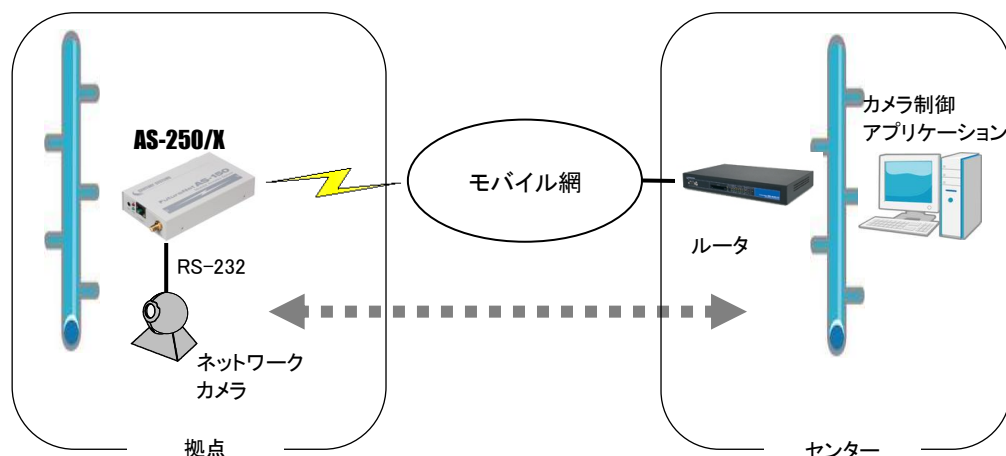 AS-250/X
RS-232
ネットワーク
カメラ
拠点
モバイル網
ルータ
カメラ制御
アプリケーション
センター